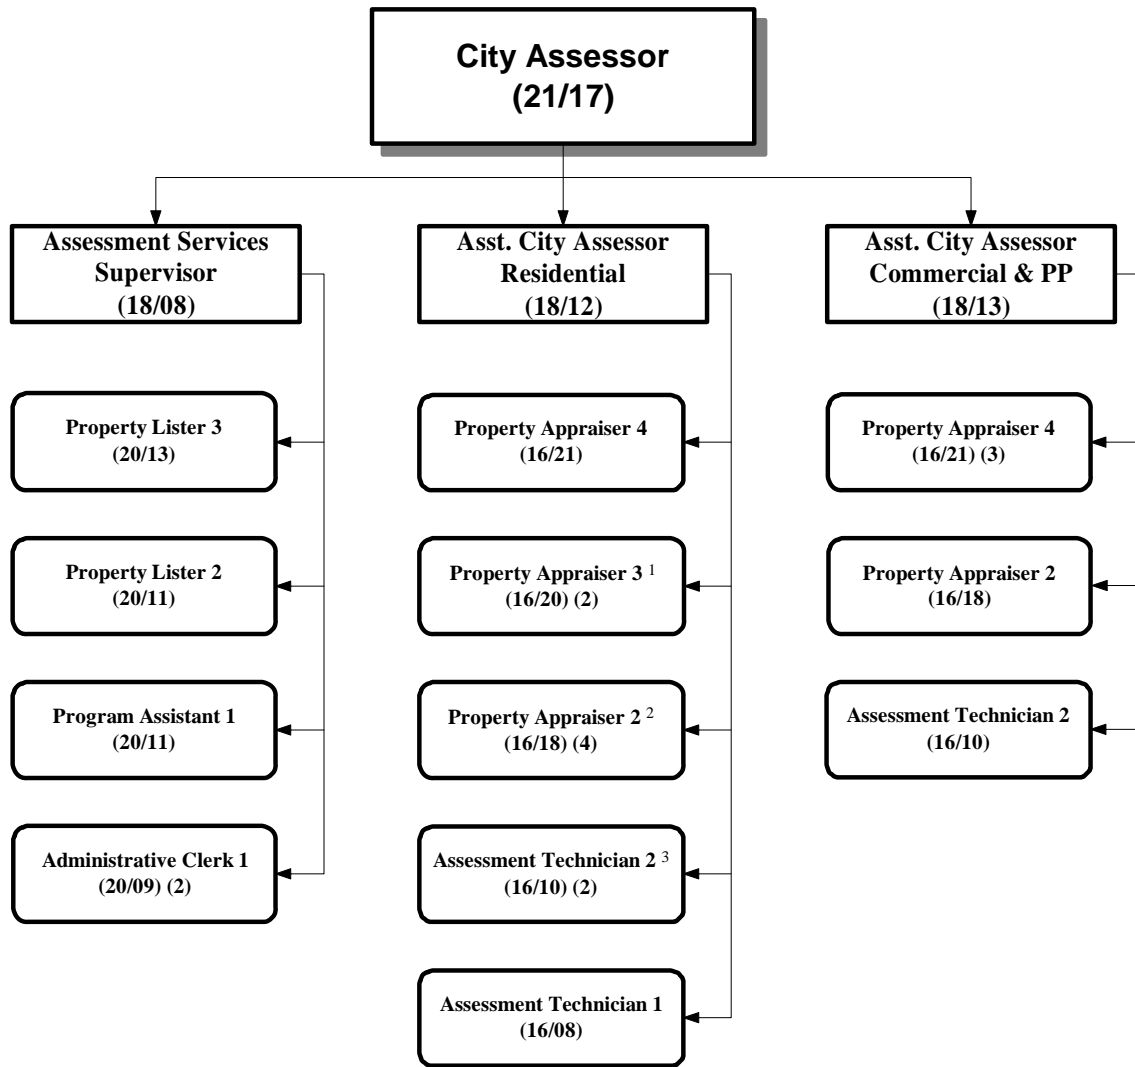 City Assessor
(21/17)
Assessment Services
Supervisor
(18/08)
Property Lister 3
(20/13)
Property Lister 2
(20/11)
Program Assistant 1
(20/11)
Administrative Clerk 1
(20/09) (2)
Asst. City Assessor
Residential
(18/12)
Property Appraiser 4
(16/21)
Property Appraiser 3 1
(16/20) (2)
Property Appraiser 2 2
(16/18) (4)
Assessment Technician 2 3
(16/10) (2)
Assessment Technician 1
(16/08)
Asst. City Assessor
Commercial & PP
(18/13)
Property Appraiser 4
(16/21) (3)
Property Appraiser 2
(16/18)
Assessment Technician 2
(16/10)